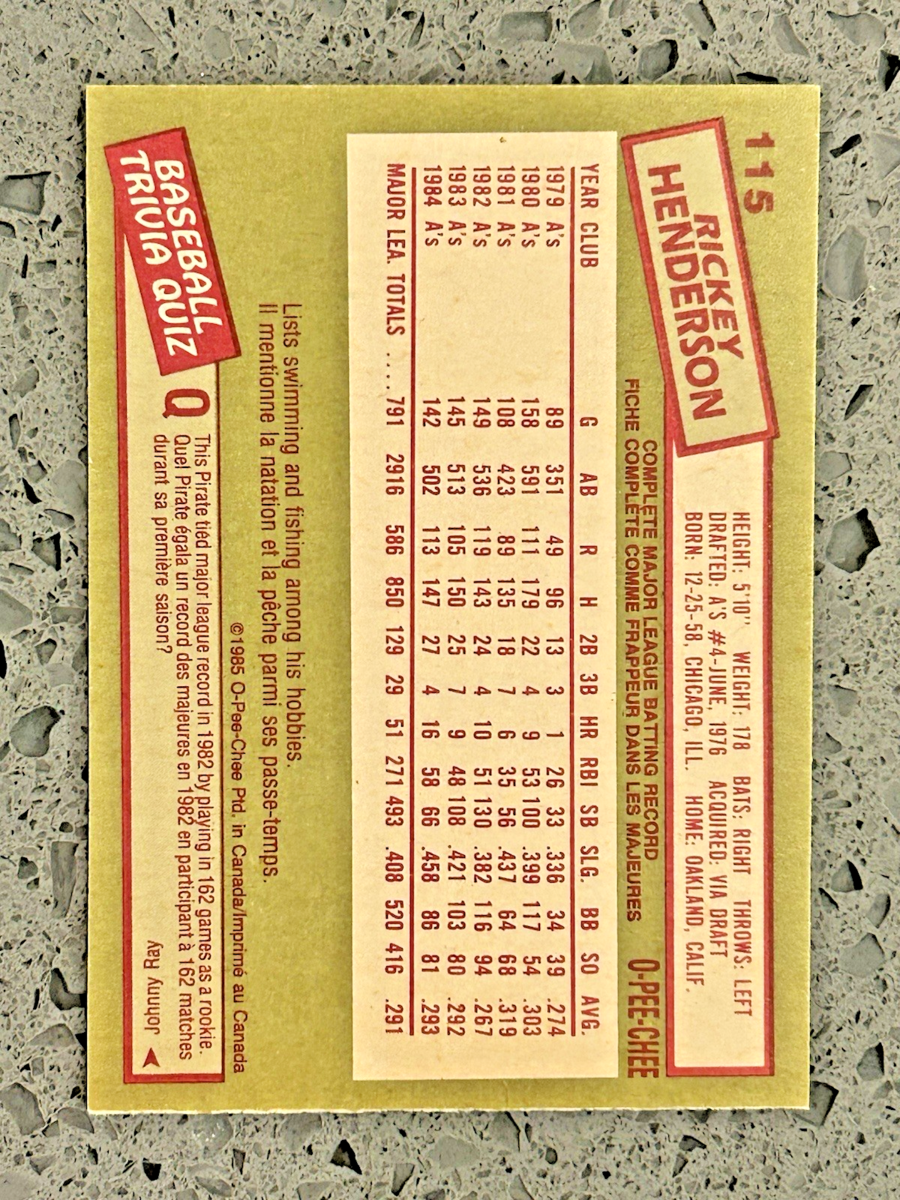 115
RICKEY
HENDERSON
HEIGHT: 5'10" WEIGHT: 178 BATS: RIGHT THROWS: LEFT
DRAFTED: A'S #4-JUNE, 1976 ACQUIRED: VIA DRAFT
BORN: 12-25-58, CHICAGO, ILL. HOME: OAKLAND, CALIF.
COMPLETE MAJOR LEAGUE BATTING RECORD
FICHE COMPLÈTE COMME FRAPPEUR DANS LES MAJEURES
O-PEE-CHEE
YEAR CLUB G AB R H 2B 3B HR RBI SB SLG. BB SO AVG.
1979 A's 89 351 49 96 13 3 1 26 33 .336 34 39 .274
1980 A's 158 591 111 179 22 4 9 53 100 .399 117 54 .303
1981 A's 108 423 .89 135 18 7 6 35 56 .437 64 68 .319
1982 A's 149 536 119 143 24 4 10 51 130 .382 116 94 .267
1983 A's 145 513 105 150 25 7 9 48 108 .421 103 80 .292
1984 A's 142 502 113 147 27 4 16 58 66 .458 86 81 .293
MAJOR LEA. TOTALS .... 791 2916 586 850 129 29 51 271 493 .408 520 416 .291
Lists swimming and fishing among his hobbies.
Il mentionne la natation et la pêche parmi ses passe-temps.
©1985 O-Pee-Chee Ptd. in Canada/Imprimé au Canada
BASEBALL
TRIVIA QUIZ
Q
This Pirate tied major league record in 1982 by playing in 162 games as a rookie.
Quel Pirate égala un record des majeures en 1982 en participant à 162 matches
durant sa première saison?
Johnny Ray